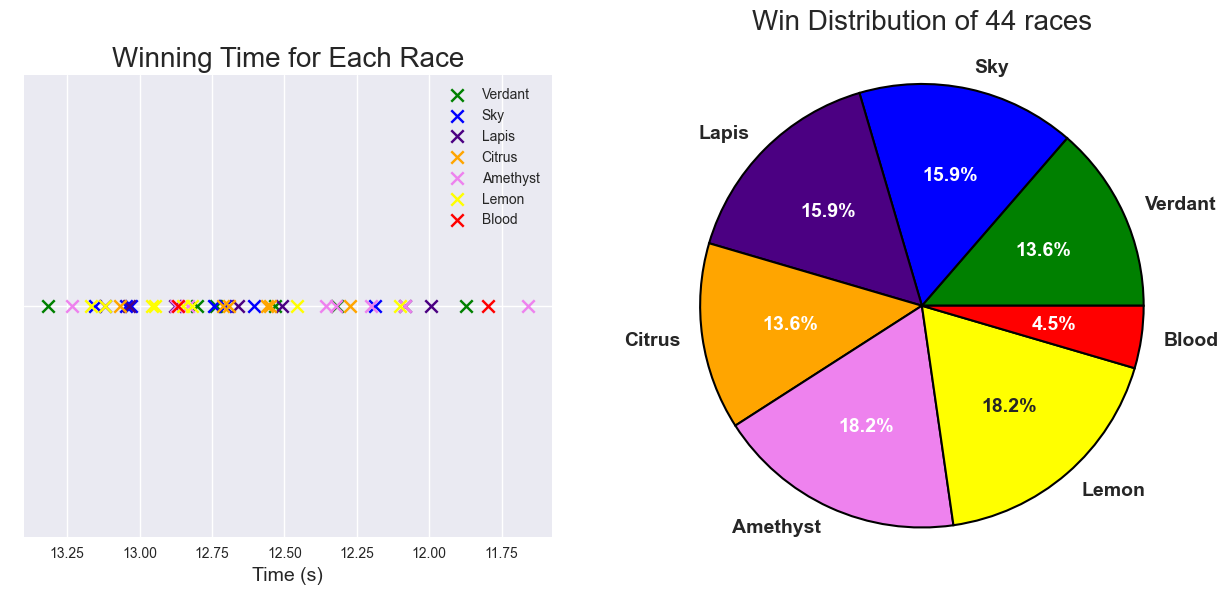 Winning Time for Each Race
Verdant
Sky
Lapis
Citrus
Amethyst
Lemon
Blood
13.25 13.00 12.75 12.50 12.25 12.00 11.75
Time (s)
Win Distribution of 44 races
Sky
Lapis
Verdant
Citrus
Blood
Amethyst
Lemon
15.9%
15.9%
13.6%
13.6%
4.5%
18.2%
18.2%